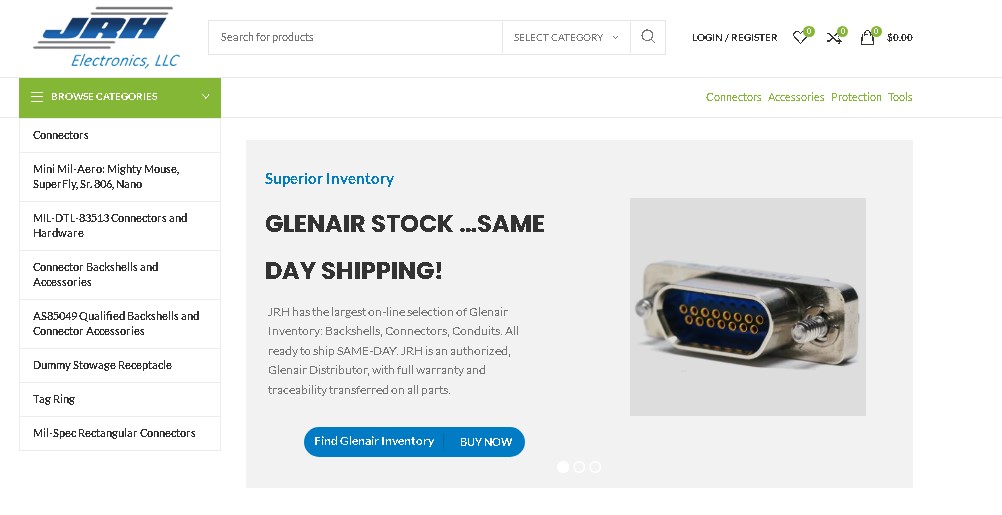 JRH
Electronics, LLC
Search for products
SELECT CATEGORY
LOGIN / REGISTER
0
0
0
$0.00
BROWSE CATEGORIES
Connectors Accessories Protection Tools
Connectors
Mini Mil-Aero: Mighty Mouse,
SuperFly, Sr. 806, Nano
MIL-DTL-83513 Connectors and
Hardware
Connector Backshells and
Accessories
AS85049 Qualified Backshells and
Connector Accessories
Dummy Stowage Receptacle
Tag Ring
Mil-Spec Rectangular Connectors
Superior Inventory
GLENAIR STOCK ...SAME
DAY SHIPPING!
JRH has the largest on-line selection of Glenair
Inventory: Backshells, Connectors, Conduits. All
ready to ship SAME-DAY. JRH is an authorized,
Glenair Distributor, with full warranty and
traceability transferred on all parts.
Find Glenair Inventory BUY NOW